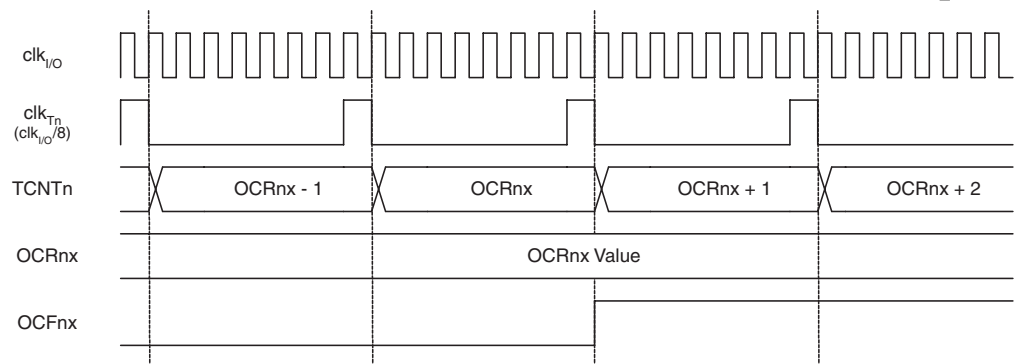 clkI/O
clkTn
(clkI/O/8)
TCNTn
OCRnx - 1
OCRnx
OCRnx + 1
OCRnx + 2
OCRnx
OCRnx Value
OCFnx